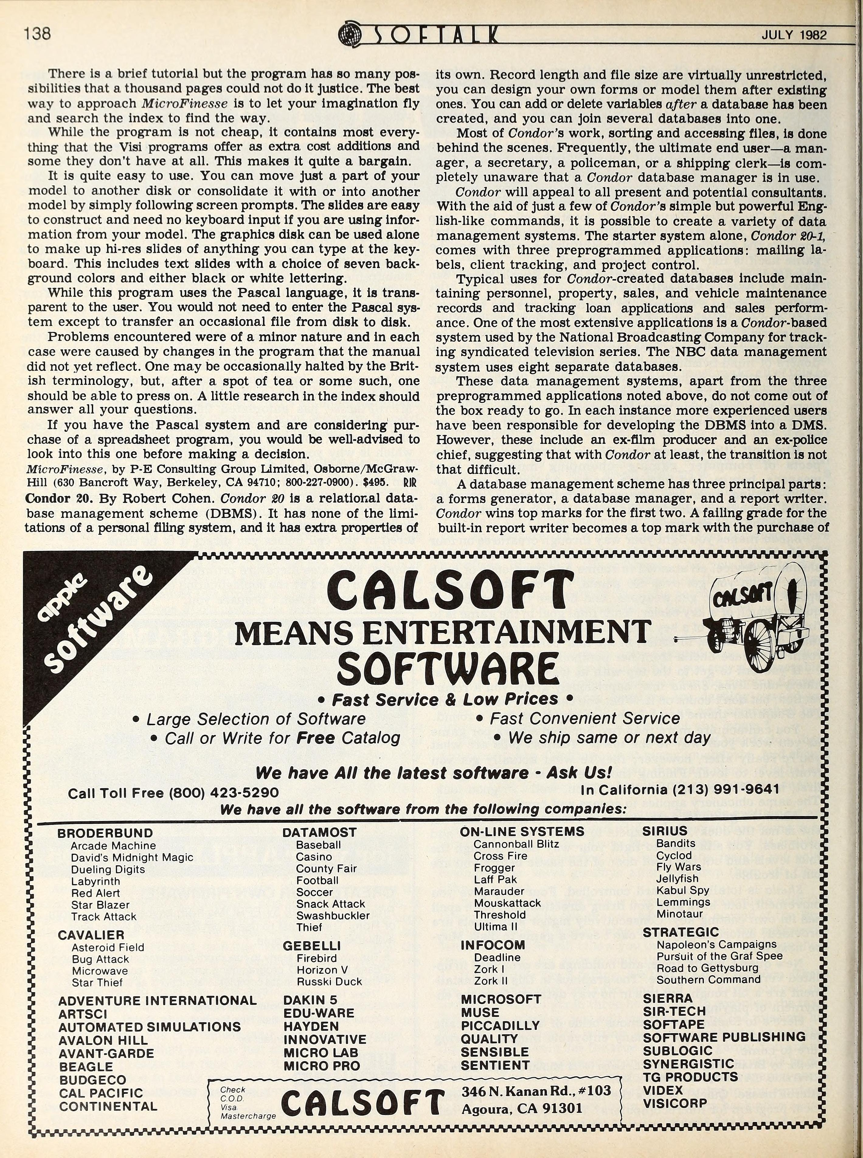 138
SOFTALK
JULY 1982
There is a brief tutorial but the program has so many pos-
sibilities that a thousand pages could not do it justice. The best
way to approach MicroFinesse is to let your imagination fly
and search the index to find the way.
While the program is not cheap, it contains most every-
thing that the Visi programs offer as extra cost additions and
some they don't have at all. This makes it quite a bargain.
It is quite easy to use. You can move just a part of your
model to another disk or consolidate it with or into another
model by simply following screen prompts. The slides are easy
to construct and need no keyboard input if you are using infor-
mation from your model. The graphics disk can be used alone
to make up hi-res slides of anything you can type at the key-
board. This includes text slides with a choice of seven back-
ground colors and either black or white lettering.
While this program uses the Pascal language, it is trans-
parent to the user. You would not need to enter the Pascal sys-
tem except to transfer an occasional file from disk to disk.
Problems encountered were of a minor nature and in each
case were caused by changes in the program that the manual
did not yet reflect. One may be occasionally halted by the Brit-
ish terminology, but, after a spot of tea or some such, one
should be able to press on. A little research in the index should
answer all your questions.
If you have the Pascal system and are considering pur-
chase of a spreadsheet program, you would be well-advised to
look into this one before making a decision.
MicroFinesse, by P-E Consulting Group Limited, Osborne/McGraw-
Hill (630 Bancroft Way, Berkeley, CA 94710; 800-227-0900). $495. RJR
Condor 20. By Robert Cohen. Condor 20 is a relational data-
base management scheme (DBMS). It has none of the limi-
tations of a personal filing system, and it has extra properties of
its own. Record length and file size are virtually unrestricted,
you can design your own forms or model them after existing
ones. You can add or delete variables after a database has been
created, and you can join several databases into one.
Most of Condor's work, sorting and accessing files, is done
behind the scenes. Frequently, the ultimate end user—a man-
ager, a secretary, a policeman, or a shipping clerk—is com-
pletely unaware that a Condor database manager is in use.
Condor will appeal to all present and potential consultants.
With the aid of just a few of Condor's simple but powerful Eng-
lish-like commands, it is possible to create a variety of data
management systems. The starter system alone, Condor 20-1,
comes with three preprogrammed applications: mailing la-
bels, client tracking, and project control.
Typical uses for Condor-created databases include main-
taining personnel, property, sales, and vehicle maintenance
records and tracking loan applications and sales perform-
ance. One of the most extensive applications is a Condor-based
system used by the National Broadcasting Company for track-
ing syndicated television series. The NBC data management
system uses eight separate databases.
These data management systems, apart from the three
preprogrammed applications noted above, do not come out of
the box ready to go. In each instance more experienced users
have been responsible for developing the DBMS into a DMS.
However, these include an ex-film producer and an ex-police
chief, suggesting that with Condor at least, the transition is not
that difficult.
A database management scheme has three principal parts:
a forms generator, a database manager, and a report writer.
Condor wins top marks for the first two. A failing grade for the
built-in report writer becomes a top mark with the purchase of
apple
software
CALSOFT
MEANS ENTERTAINMENT
SOFTWARE
CALSOFT
• Fast Service & Low Prices •
• Large Selection of Software
• Fast Convenient Service
• Call or Write for Free Catalog
• We ship same or next day
We have All the latest software - Ask Us!
Call Toll Free (800) 423-5290
In California (213) 991-9641
We have all the software from the following companies:
BRODERBUND
Arcade Machine
David's Midnight Magic
Dueling Digits
Labyrinth
Red Alert
Star Blazer
Track Attack
CAVALIER
Asteroid Field
Bug Attack
Microwave
Star Thief
ADVENTURE INTERNATIONAL
ARTSCI
AUTOMATED SIMULATIONS
AVALON HILL
AVANT-GARDE
BEAGLE
BUDGECO
CAL PACIFIC
CONTINENTAL
DATAMOST
Baseball
Casino
County Fair
Football
Soccer
Snack Attack
Swashbuckler
Thief
GEBELLI
Firebird
Horizon V
Russki Duck
DAKIN 5
EDU-WARE
HAYDEN
INNOVATIVE
MICRO LAB
MICRO PRO
ON-LINE SYSTEMS
Cannonball Blitz
Cross Fire
Frogger
Laff Pak
Marauder
Mouskattack
Threshold
Ultima II
INFOCOM
Deadline
Zork I
Zork II
MICROSOFT
MUSE
PICCADILLY
QUALITY
SENSIBLE
SENTIENT
SIRIUS
Bandits
Cyclod
Fly Wars
Jellyfish
Kabul Spy
Lemmings
Minotaur
STRATEGIC
Napoleon's Campaigns
Pursuit of the Graf Spee
Road to Gettysburg
Southern Command
SIERRA
SIR-TECH
SOFTAPE
SOFTWARE PUBLISHING
SUBLOGIC
SYNERGISTIC
TG PRODUCTS
VIDEX
VISICORP
Check
C.O.D.
Visa
Mastercharge
CALSOFT
346 N. Kanan Rd., #103
Agoura, CA 91301